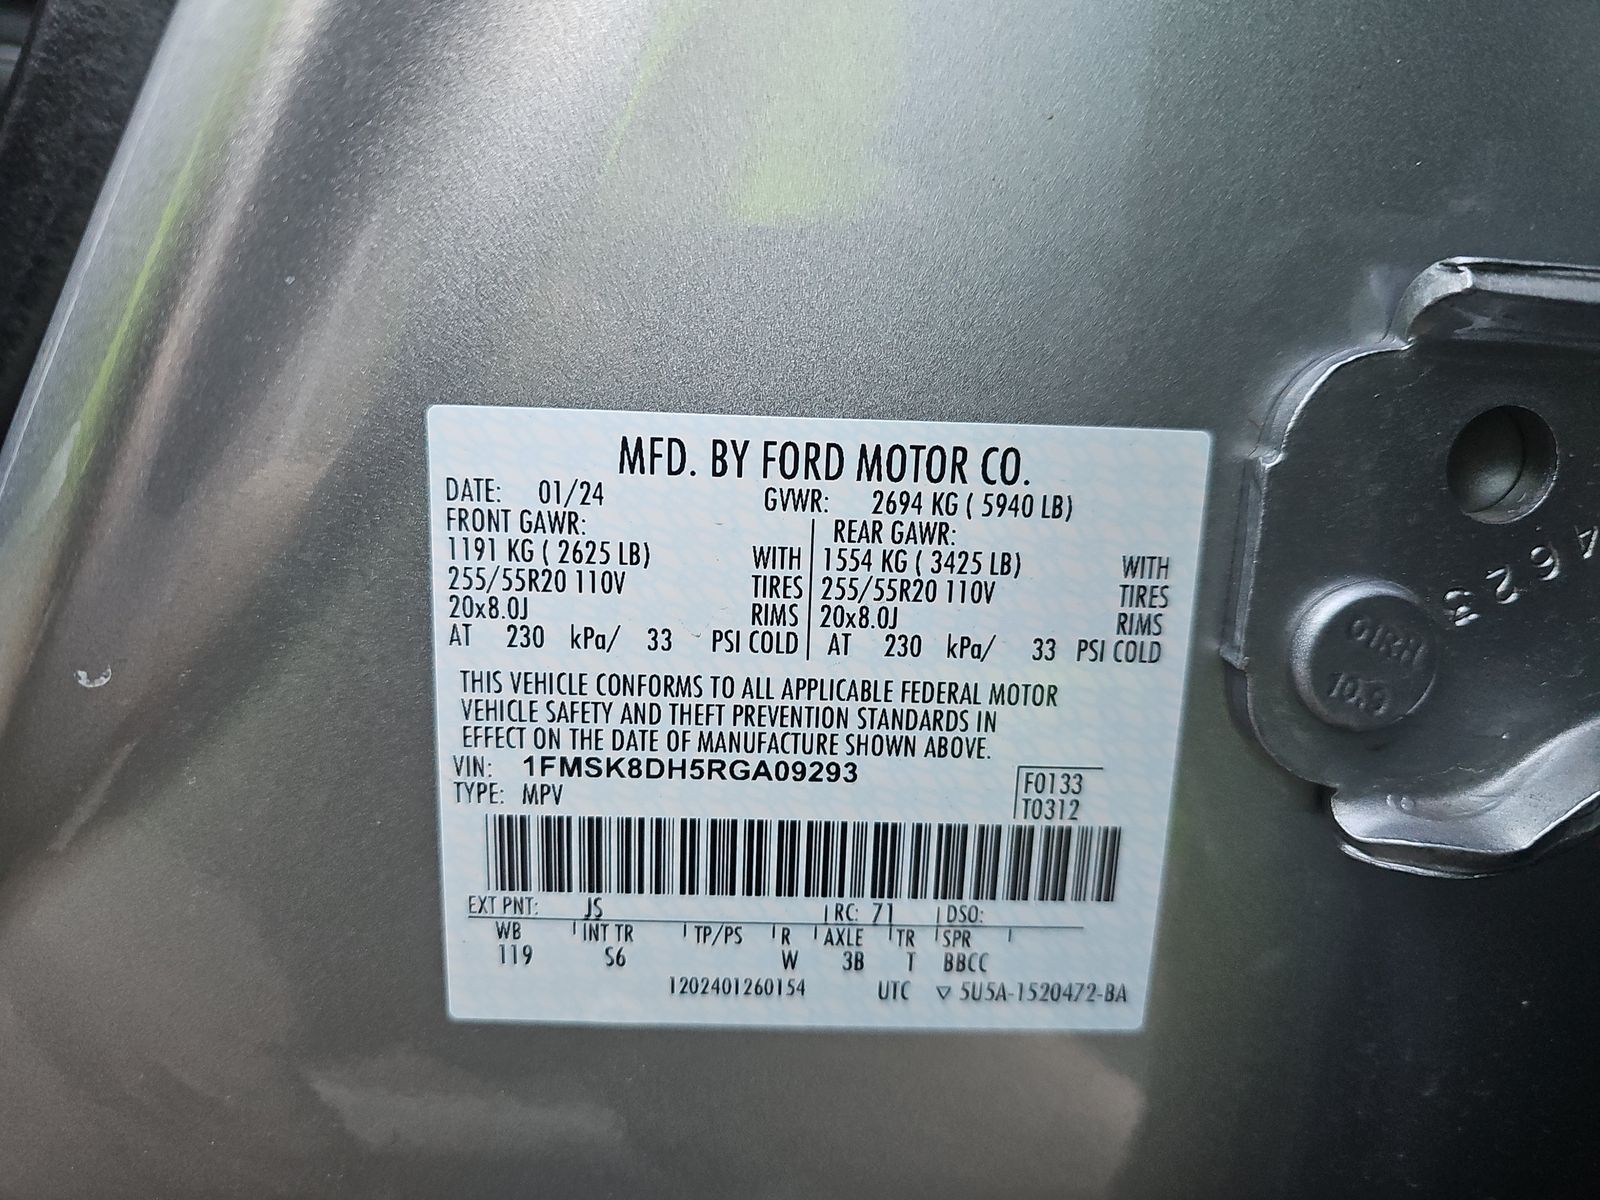 MFD. BY FORD MOTOR CO.
DATE: 01/24 GVWR: 2694 KG ( 5940 LB)
FRONT GAWR: REAR GAWR:
1191 KG ( 2625 LB) WITH 1554 KG ( 3425 LB) WITH
255/55R20 110V TIRES 255/55R20 110V TIRES
20x8.0J RIMS 20x8.0J RIMS
AT 230 kPa/ 33 PSI COLD AT 230 kPa/ 33 PSI COLD
THIS VEHICLE CONFORMS TO ALL APPLICABLE FEDERAL MOTOR
VEHICLE SAFETY AND THEFT PREVENTION STANDARDS IN
EFFECT ON THE DATE OF MANUFACTURE SHOWN ABOVE.
VIN: 1FMSK8DH5RGA09293
TYPE: MPV
F0133
T0312
EXT PNT: JS RC: 71 DSO:
WB INT TR TP/PS R AXLE TR SPR
119 S6 W 3B T BBCC
1202401260154 UTC ▽ 5U5A-1520472-BA
4623
10.9